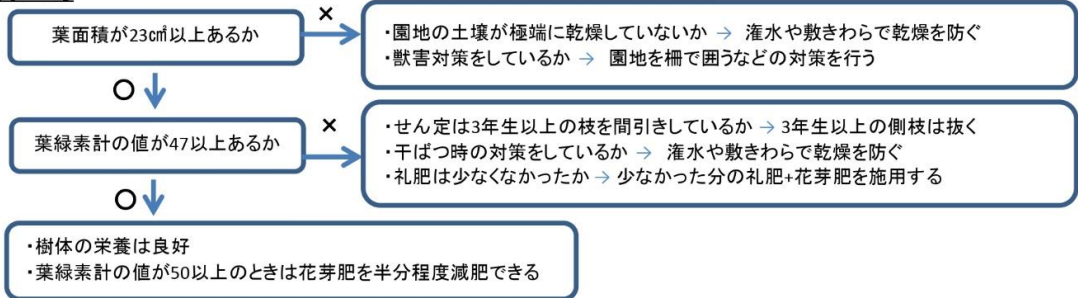 葉面積が23㎠以上あるか
×
・園地の土壌が極端に乾燥していないか → 潅水や敷きわらで乾燥を防ぐ
・獣害対策をしているか → 園地を柵で囲うなどの対策を行う
○
葉緑素計の値が47以上あるか
×
・せん定は3年生以上の枝を間引きしているか → 3年生以上の側枝は抜く
・干ばつ時の対策をしているか → 潅水や敷きわらで乾燥を防ぐ
・礼肥は少なくなかったか → 少なかった分の礼肥+花芽肥を施用する
○
・樹体の栄養は良好
・葉緑素計の値が50以上のときは花芽肥を半分程度減肥できる